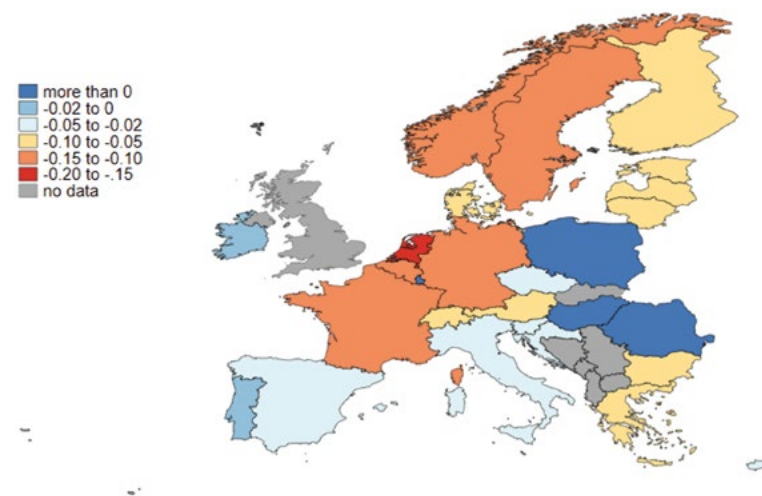 more than 0
-0.02 to 0
-0.05 to -0.02
-0.10 to -0.05
-0.15 to -0.10
-0.20 to -.15
no data